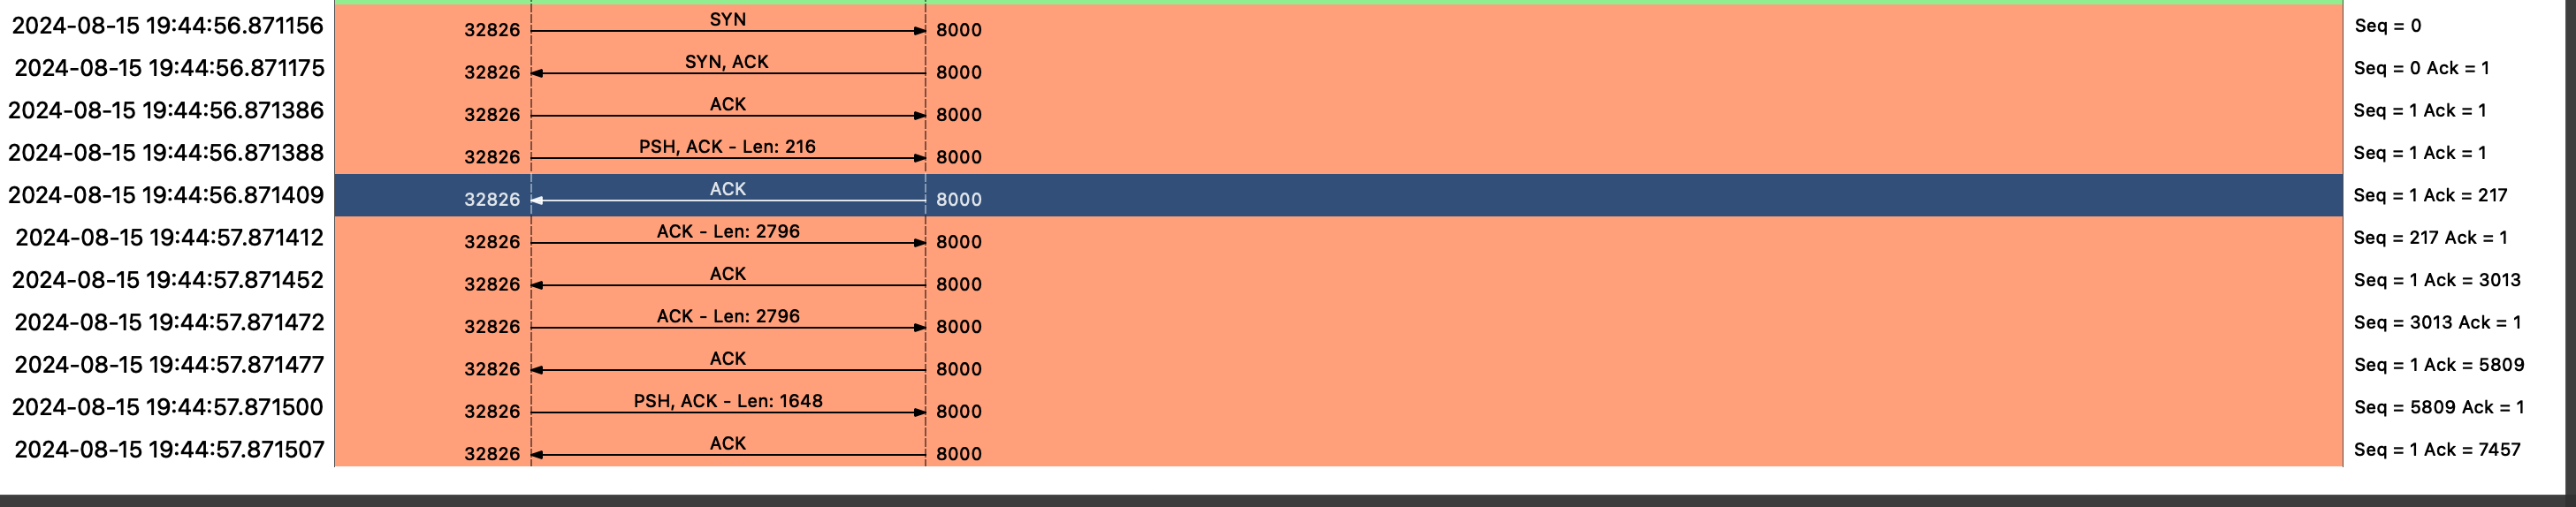 2024-08-15 19:44:56.871156 32826 SYN 8000 Seq = 0
2024-08-15 19:44:56.871175 32826 SYN, ACK 8000 Seq = 0 Ack = 1
2024-08-15 19:44:56.871386 32826 ACK 8000 Seq = 1 Ack = 1
2024-08-15 19:44:56.871388 32826 PSH, ACK - Len: 216 8000 Seq = 1 Ack = 1
2024-08-15 19:44:56.871409 32826 ACK 8000 Seq = 1 Ack = 217
2024-08-15 19:44:57.871412 32826 ACK - Len: 2796 8000 Seq = 217 Ack = 1
2024-08-15 19:44:57.871452 32826 ACK 8000 Seq = 1 Ack = 3013
2024-08-15 19:44:57.871472 32826 ACK - Len: 2796 8000 Seq = 3013 Ack = 1
2024-08-15 19:44:57.871477 32826 ACK 8000 Seq = 1 Ack = 5809
2024-08-15 19:44:57.871500 32826 PSH, ACK - Len: 1648 8000 Seq = 5809 Ack = 1
2024-08-15 19:44:57.871507 32826 ACK 8000 Seq = 1 Ack = 7457